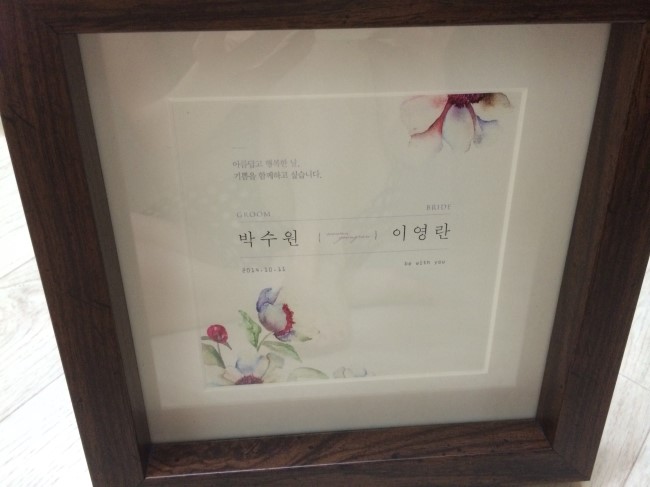 아름답고 행복한 날,
기쁨을 함께하고 싶습니다.
GROOM BRIDE
박수원 이영란
2014.10.11 be with you